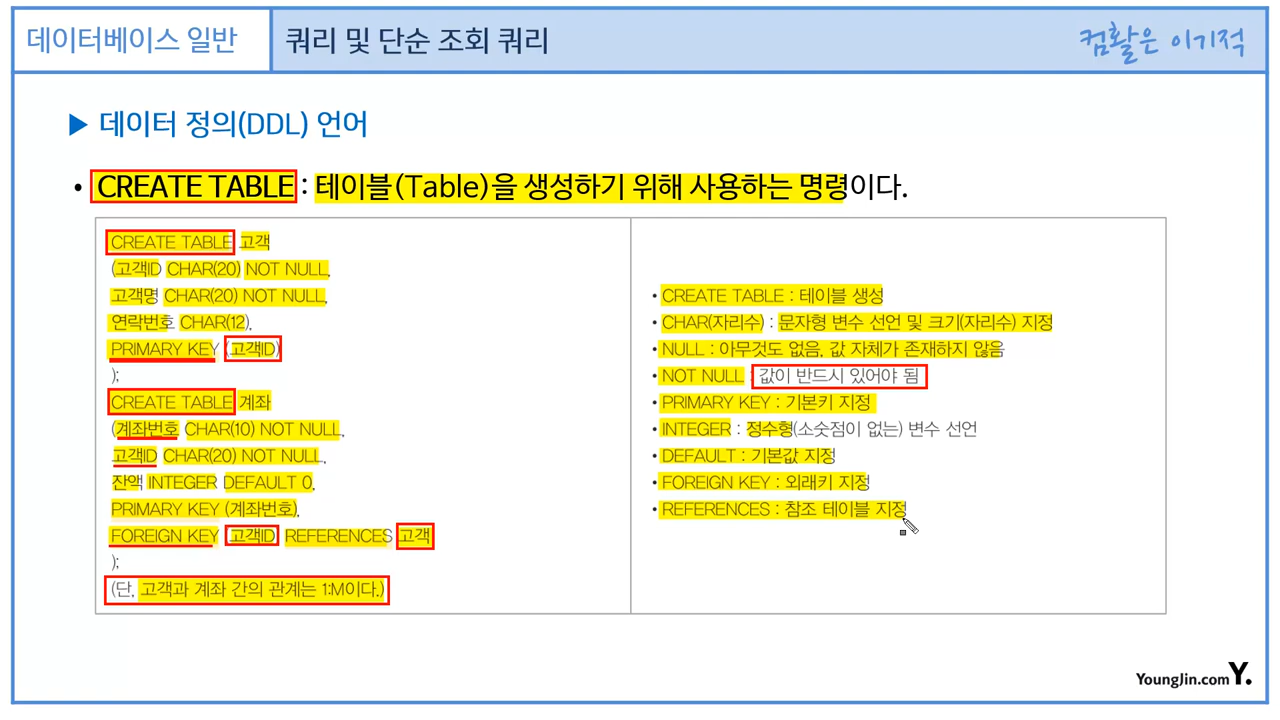 데이터베이스 일반
쿼리 및 단순 조회 쿼리
컴활은 이기적
▶ 데이터 정의(DDL) 언어
• CREATE TABLE : 테이블(Table)을 생성하기 위해 사용하는 명령이다.
CREATE TABLE 고객
(고객ID CHAR(20) NOT NULL,
고객명 CHAR(20) NOT NULL,
연락번호 CHAR(12),
PRIMARY KEY (고객ID)
);
CREATE TABLE 계좌
(계좌번호 CHAR(10) NOT NULL,
고객ID CHAR(20) NOT NULL,
잔액 INTEGER DEFAULT 0,
PRIMARY KEY (계좌번호),
FOREIGN KEY (고객ID) REFERENCES 고객
);
(단, 고객과 계좌 간의 관계는 1:M이다.)
• CREATE TABLE : 테이블 생성
• CHAR(자리수) : 문자형 변수 선언 및 크기(자리수) 지정
• NULL : 아무것도 없음, 값 자체가 존재하지 않음
• NOT NULL : 값이 반드시 있어야 됨
• PRIMARY KEY : 기본키 지정
• INTEGER : 정수형(소숫점이 없는) 변수 선언
• DEFAULT : 기본값 지정
• FOREIGN KEY : 외래키 지정
• REFERENCES : 참조 테이블 지정
YoungJin.com Y.